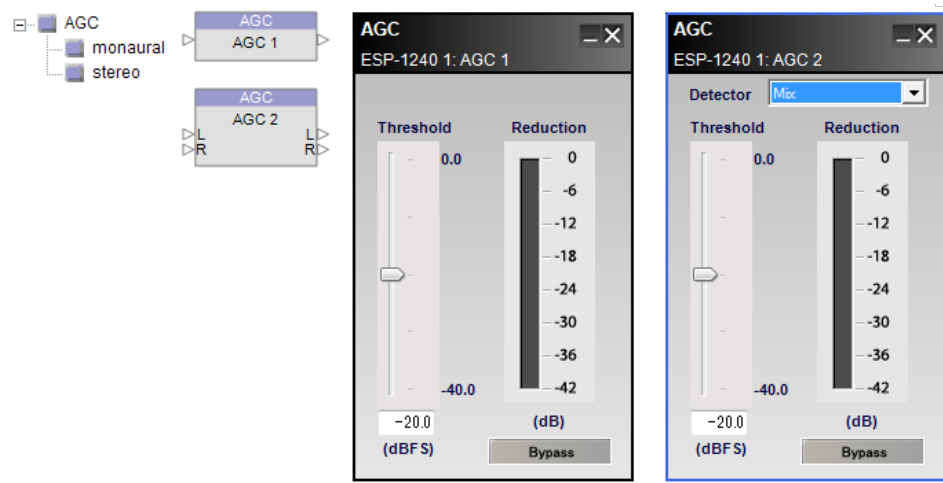 AGC
monaural
stereo
AGC
AGC 1
AGC
AGC 2
L L
R R
AGC
ESP-1240 1: AGC 1
Threshold Reduction
0.0 0
-6
-12
-18
-24
-30
-36
-40.0 -42
-20.0 (dB)
(dBFS) Bypass
AGC
ESP-1240 1: AGC 2
Detector Mix
Threshold Reduction
0.0 0
-6
-12
-18
-24
-30
-36
-40.0 -42
-20.0 (dB)
(dBFS) Bypass